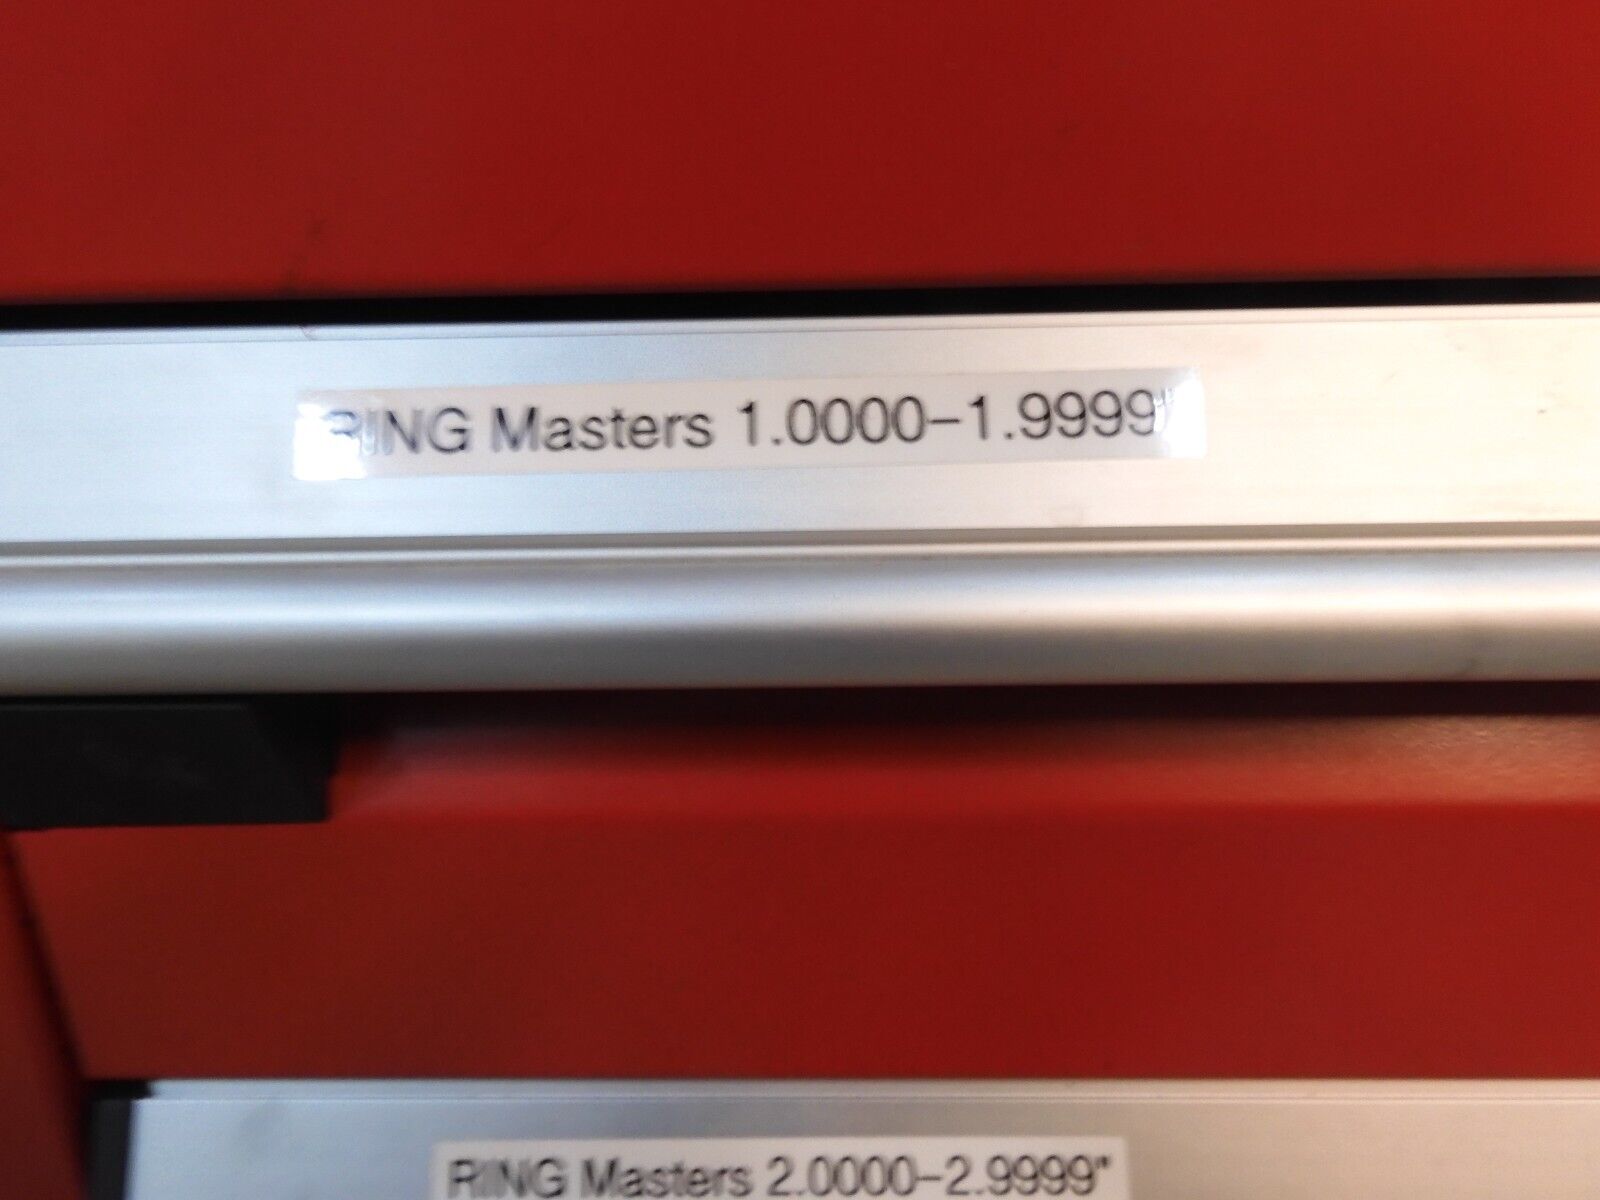 RING Masters 1.0000-1.9999"
RING Masters 2.0000-2.9999"